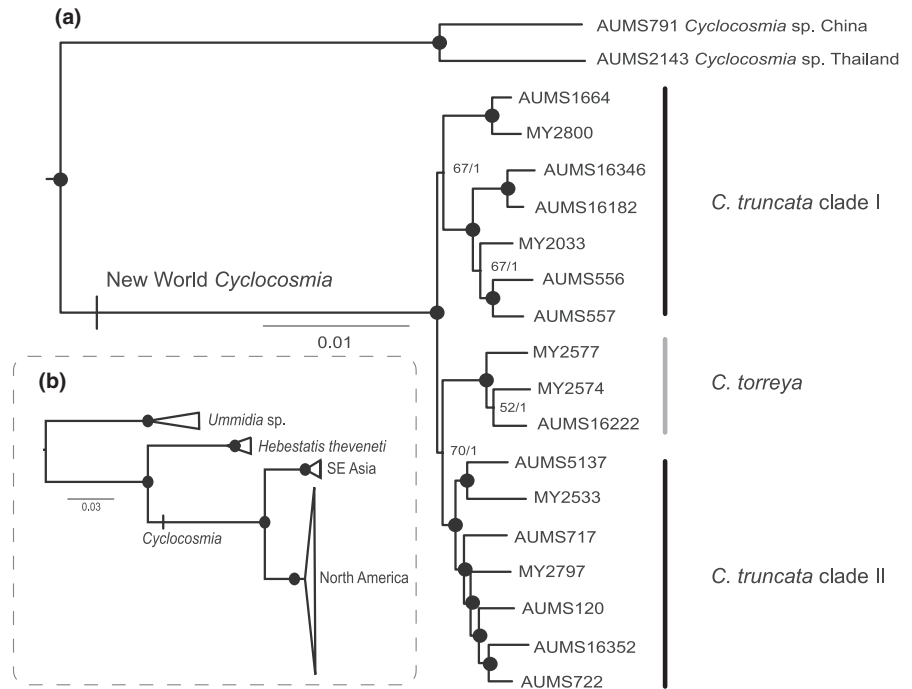 (a)
AUMS791 Cyclocosmia sp. China
AUMS2143 Cyclocosmia sp. Thailand
AUMS1664
MY2800
67/1
AUMS16346
AUMS16182
C. truncata clade I
MY2033
67/1
AUMS556
AUMS557
New World Cyclocosmia
0.01
MY2577
MY2574
52/1
AUMS16222
C. torreya
70/1
AUMS5137
MY2533
AUMS717
MY2797
AUMS120
AUMS16352
AUMS722
C. truncata clade II
(b)
Ummidia sp.
Hebestatis theveneti
SE Asia
0.03
Cyclocosmia
North America